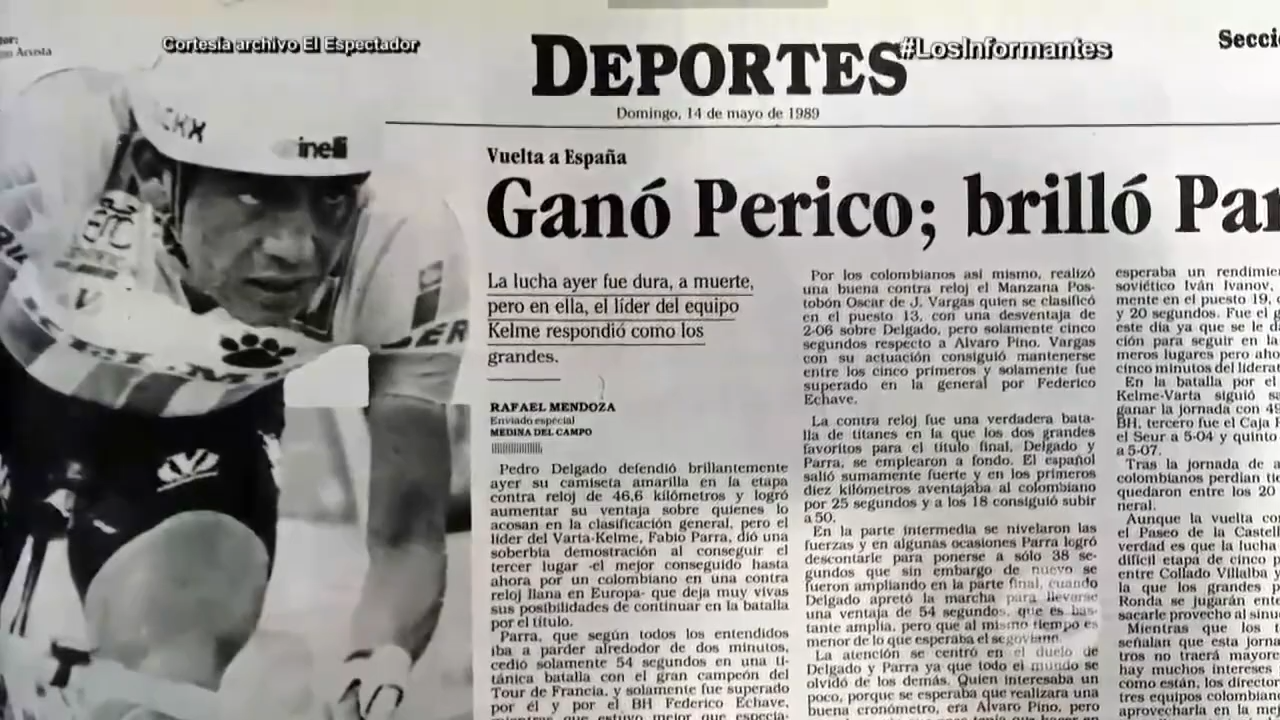 Cortesía archivo El Espectador
#LosInformantes
DEPORTES
Domingo, 14 de mayo de 1989
Vuelta a España
Ganó Perico; brilló
La lucha ayer fue dura, a muerte,
pero en ella, el líder del equipo
Kelme respondió como los
grandes.
RAFAEL MENDOZA
Enviado especial
MEDINA DEL CAMPO
Pedro Delgado defendió brillantemente
ayer su camiseta amarilla en la etapa
contra reloj de 46,6 kilómetros y logró
aumentar su ventaja sobre quienes lo
acosan en la clasificación general, pero el
líder del Varta-Kelme, Fabio Parra, dió una
soberbia demostración al conseguir el
tercer lugar -el mejor conseguido hasta
ahora por un colombiano en una contra
reloj llana en Europa- que deja muy vivas
sus posibilidades de continuar en la batalla
por el título.
Parra, que según todos los entendidos
iba a parder alrededor de dos minutos,
cedió solamente 54 segundos en una ti-
tánica batalla con el gran campeón del
Tour de Francia, y solamente fue superado
por él y por el BH Federico Echave,
Por los colombianos así mismo, realizó
una buena contra reloj el Manzana Pos-
tobón Oscar de J. Vargas quien se clasificó
en el puesto 13, con una desventaja de
2-06 sobre Delgado, pero solamente cinco
segundos respecto a Alvaro Pino. Vargas
con su actuación consiguió mantenerse
entre los cinco primeros y solamente fue
superado en la general por Federico
Echave.
La contra reloj fue una verdadera bata-
lla de titanes en la que los dos grandes
favoritos para el título final, Delgado y
Parra, se emplearon a fondo. El español
salió sumamente fuerte y en los primeros
diez kilómetros aventajaba al colombiano
por 25 segundos y a los 18 consiguió subir
a 50.
En la parte intermedia se nivelaron las
fuerzas y en algunas ocasiones Parra logró
descontarle para ponerse a sólo 38 se-
gundos que sin embargo de nuevo se
fueron ampliando en la parte final, cuando
Delgado apretó la marcha para llevarse
una ventaja de 54 segundos, que es bas-
tante amplia, pero que al mismo tiempo es
menor de lo que esperaba el segoviano.
La atención se centró en el duelo de
Delgado y Parra ya que todo el mundo se
olvidó de los demás. Quien interesaba un
poco, porque se esperaba que realizara una
buena cronómetro, era Alvaro Pino, pero
esperaba un
soviético Iván Ivanov,
mente en el puesto 19,
y 20 segundos. Fue el
este día ya que se le
ción para seguir en la
meros lugares pero
cinco minutos del
En la batalla por el
Kelme-Varta siguió
ganar la jornada con
BH, tercero fue el Caja
el Seur a 5-04 y quinto
a 5-07.
Tras la jornada de
colombianos perdían
quedaron entre los 20
neral.
Aunque la vuelta
el Paseo de la
verdad es que la lucha
difícil etapa de cinco
entre Collado Villalba y
la que los grandes
Ronda se jugarán
sacarle provecho al
Mientras que los
señalan que esta
tros no traerá
hay muchos intereses
como están, los
tres equipos
aprovecharla en la